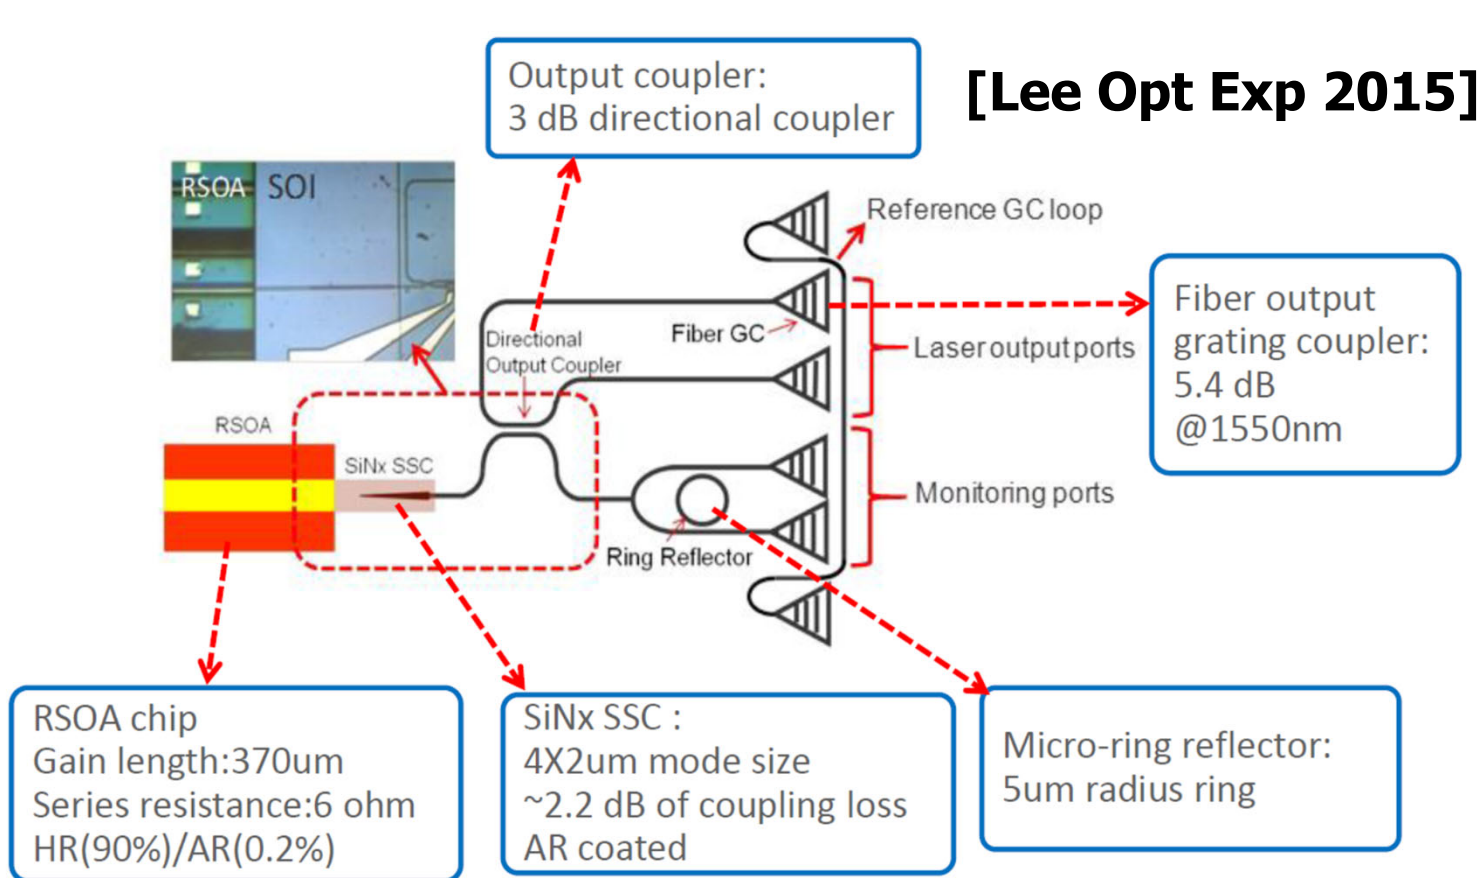 Output coupler:
3 dB directional coupler
[Lee Opt Exp 2015]
RSOA SOI
Reference GC loop
Fiber output
grating coupler:
5.4 dB
@1550nm
Fiber GC
Directional
Output Coupler
Laser output ports
RSOA
SiNx SSC
Monitoring ports
Ring Reflector
RSOA chip
Gain length:370um
Series resistance:6 ohm
HR(90%)/AR(0.2%)
SiNx SSC :
4X2um mode size
~2.2 dB of coupling loss
AR coated
Micro-ring reflector:
5um radius ring